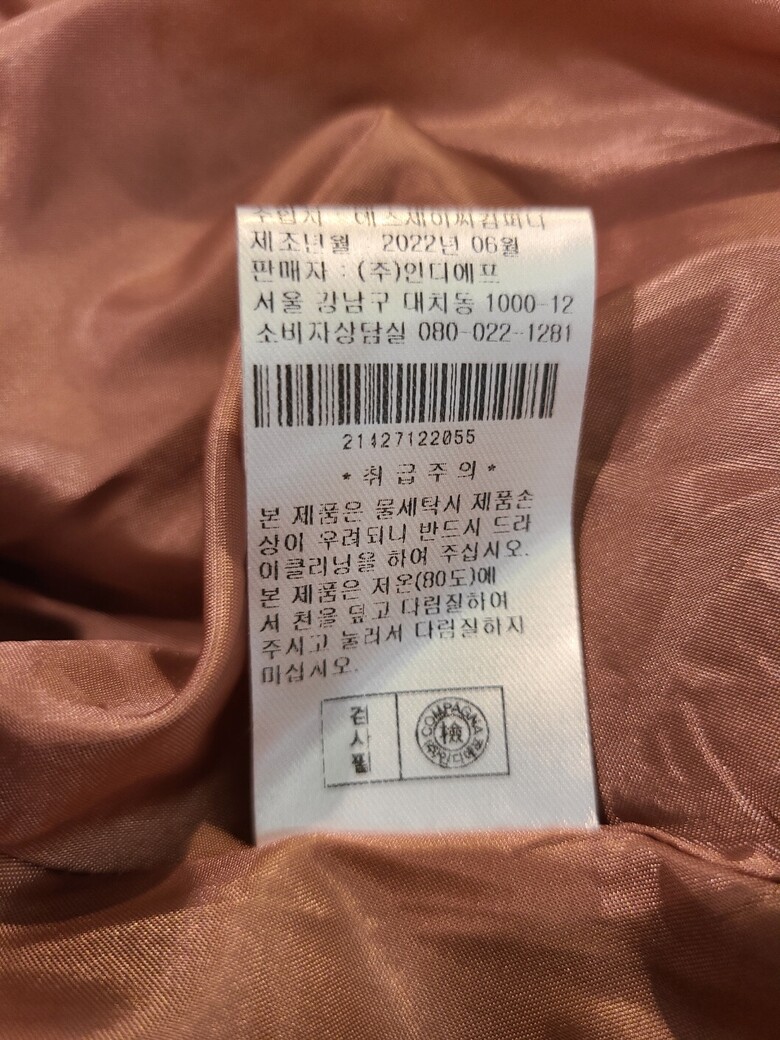 제조년월 : 2022년 06월
판매자 : (주)인디에프
서울 강남구 대치동 1000-12
소비자상담실 080-022-1281
21427122055
*취급주의*
본 제품은 물세탁시 제품손
상이 우려되니 반드시 드라
이클리닝을 하여 주십시오.
본 제품은 저온(80도)에
서 천을 덮고 다림질하여
주시고 눌러서 다림질하지
마십시오.
검사필
COMPAGNA
檢
(주)인디에프